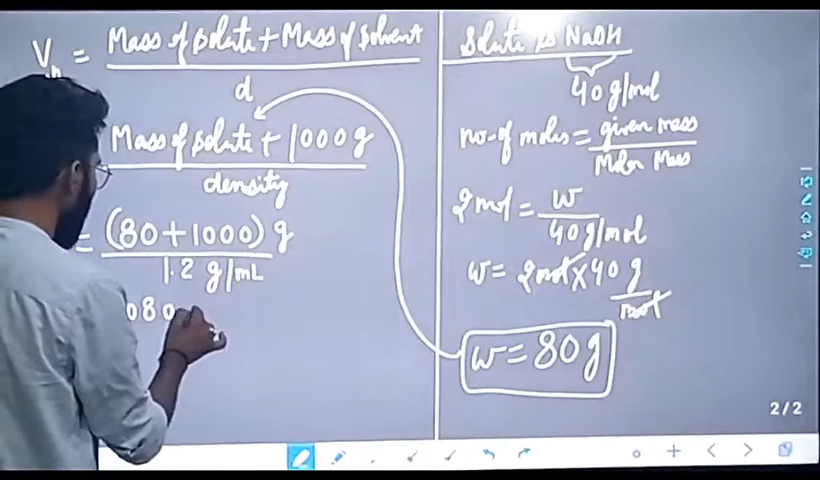 Vₙ = Mass of Solute + Mass of Solvent
d
Mass of Solute + 1000 g
density
= (80 + 1000) g
1.2 g/mL
080
Solute is NaOH
40 g/mol
no. of moles = given mass
Molar Mass
2 mol = w
40 g/mol
w = 2 mol × 40 g
mol
w = 80 g
2/2